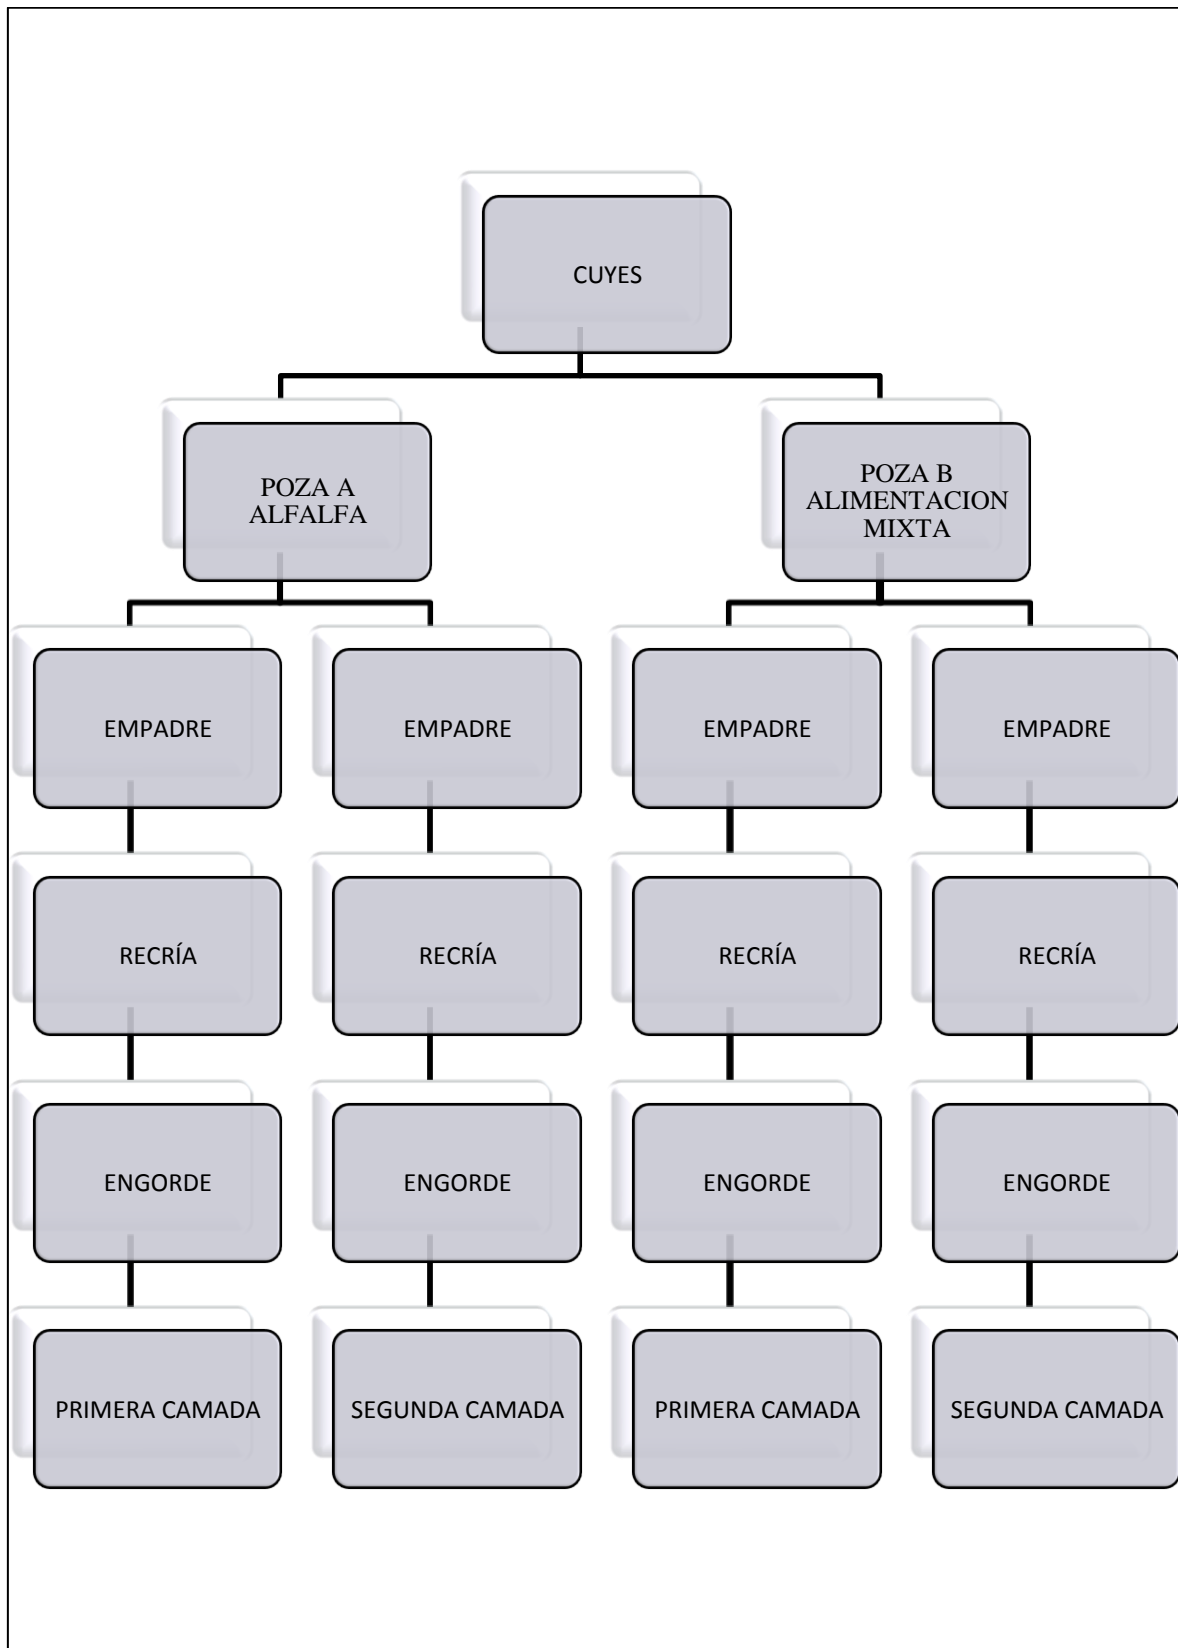 CUYES
POZA A
ALFALFA
POZA B
ALIMENTACION
MIXTA
EMPADRE
EMPADRE
EMPADRE
EMPADRE
RECRÍA
RECRÍA
RECRÍA
RECRÍA
ENGORDE
ENGORDE
ENGORDE
ENGORDE
PRIMERA CAMADA
SEGUNDA CAMADA
PRIMERA CAMADA
SEGUNDA CAMADA